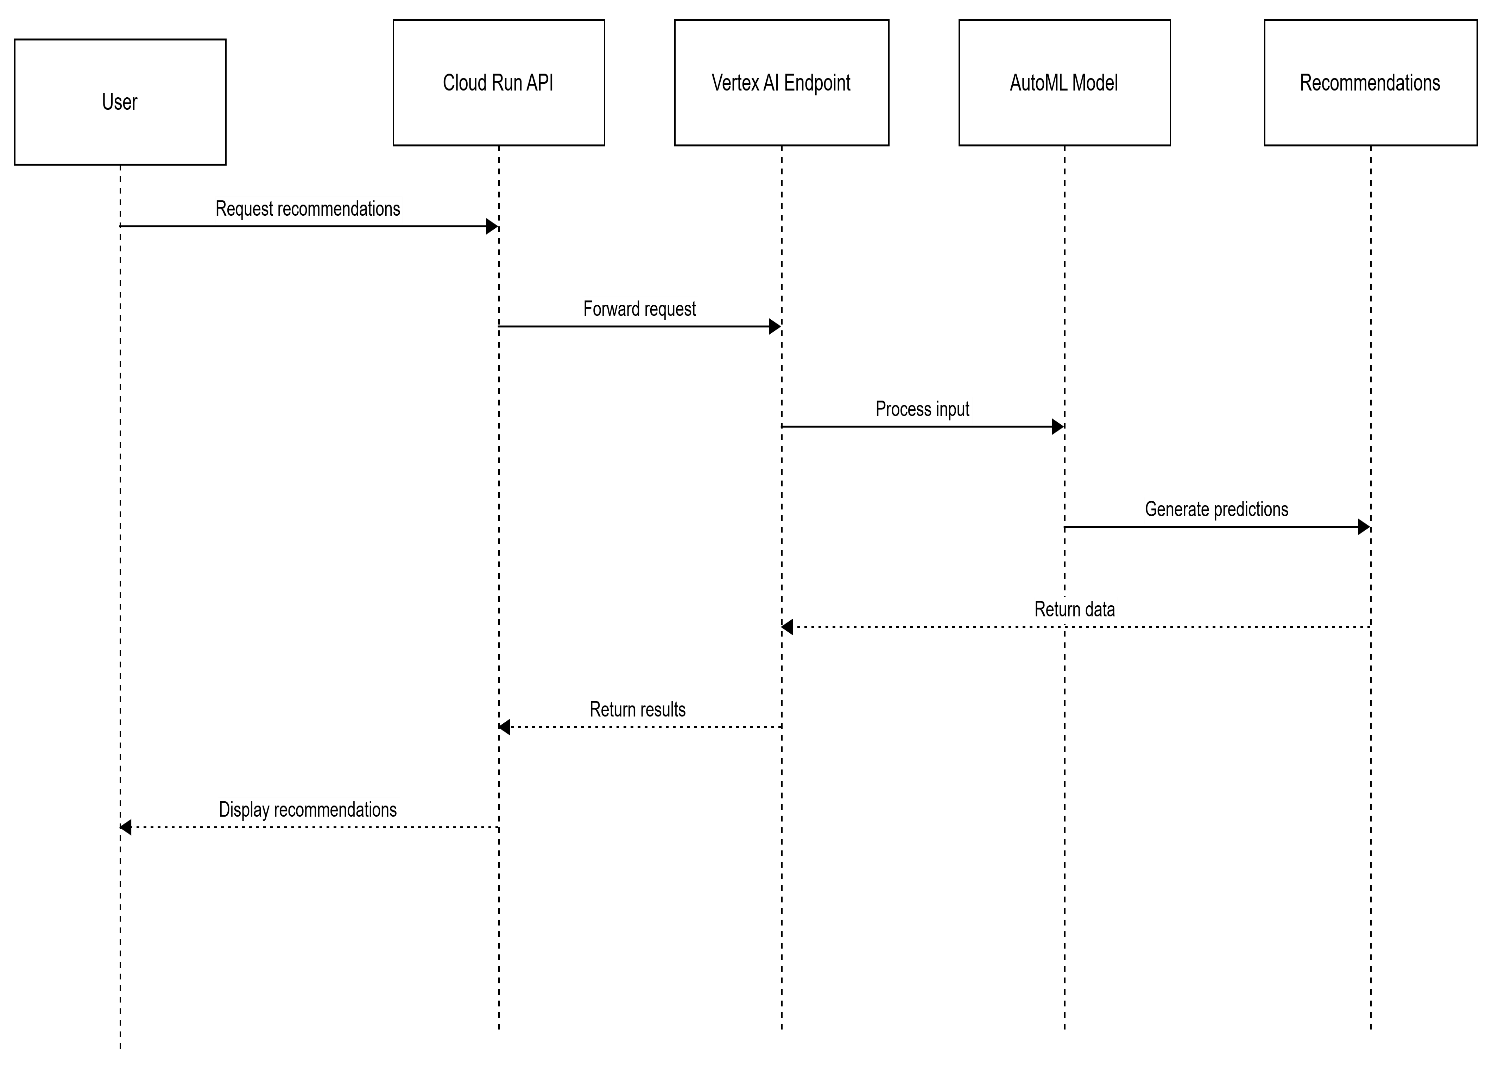 User
Cloud Run API
Vertex AI Endpoint
AutoML Model
Recommendations
Request recommendations
Forward request
Process input
Generate predictions
Return data
Return results
Display recommendations